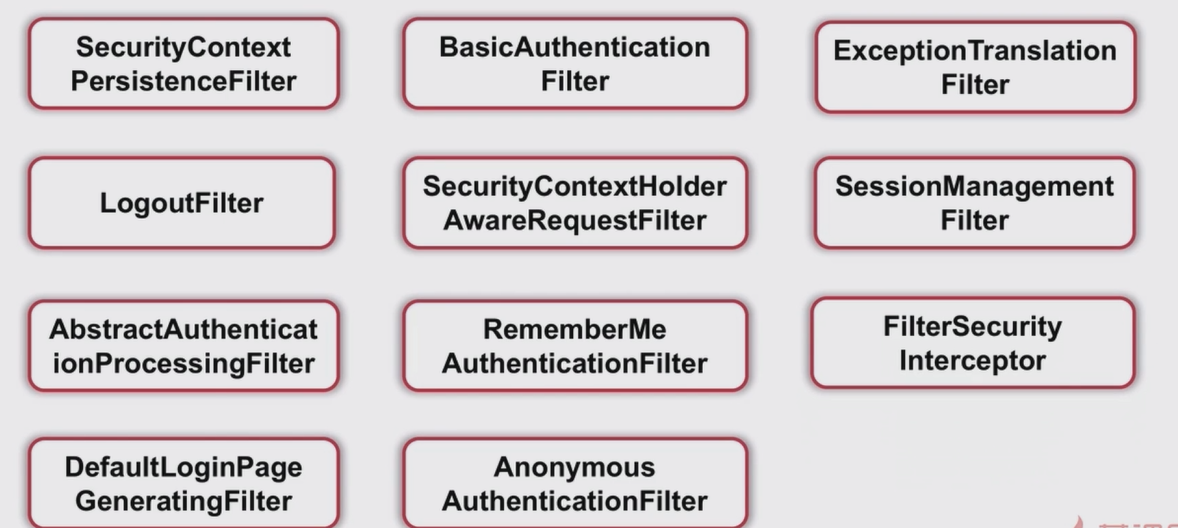 SecurityContext
PersistenceFilter
LogoutFilter
AbstractAuthenticat
ionProcessingFilter
DefaultLoginPage
GeneratingFilter
BasicAuthentication
Filter
SecurityContextHolder
AwareRequestFilter
RememberMe
AuthenticationFilter
Anonymous
AuthenticationFilter
ExceptionTranslation
Filter
SessionManagement
Filter
FilterSecurity
Interceptor